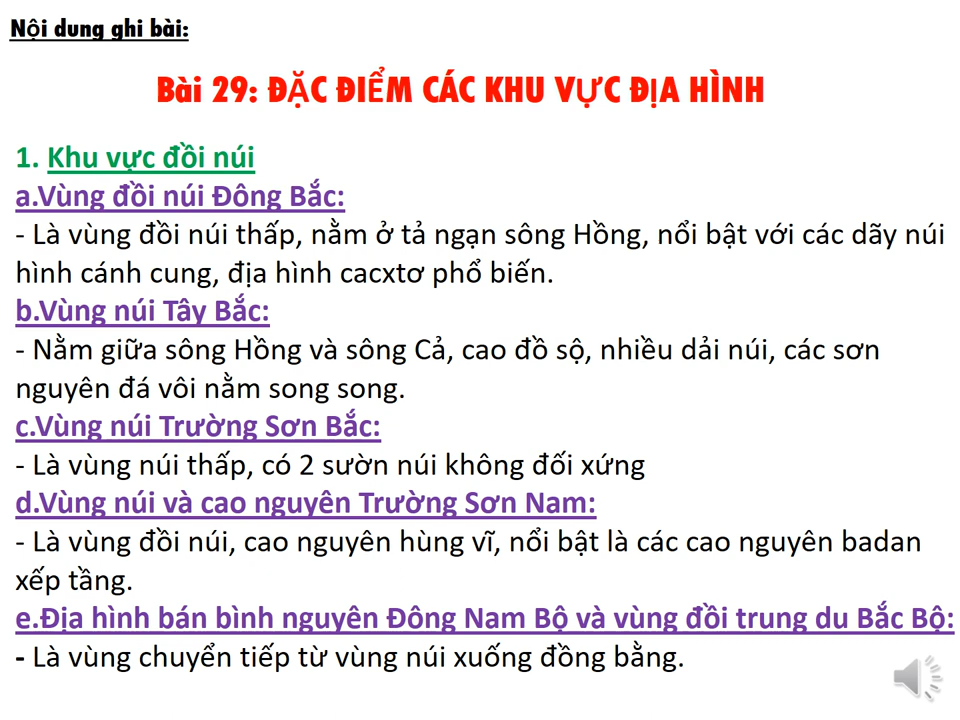 Nội dung ghi bài:
Bài 29: ĐẶC ĐIỂM CÁC KHU VỰC ĐỊA HÌNH
1. Khu vực đồi núi
a.Vùng đồi núi Đông Bắc:
- Là vùng đồi núi thấp, nằm ở tả ngạn sông Hồng, nổi bật với các dãy núi
hình cánh cung, địa hình cacxtơ phổ biến.
b.Vùng núi Tây Bắc:
- Nằm giữa sông Hồng và sông Cả, cao đồ sộ, nhiều dải núi, các sơn
nguyên đá vôi nằm song song.
c.Vùng núi Trường Sơn Bắc:
- Là vùng núi thấp, có 2 sườn núi không đối xứng
d.Vùng núi và cao nguyên Trường Sơn Nam:
- Là vùng đồi núi, cao nguyên hùng vĩ, nổi bật là các cao nguyên badan
xếp tầng.
e.Địa hình bán bình nguyên Đông Nam Bộ và vùng đồi trung du Bắc Bộ:
- Là vùng chuyển tiếp từ vùng núi xuống đồng bằng.